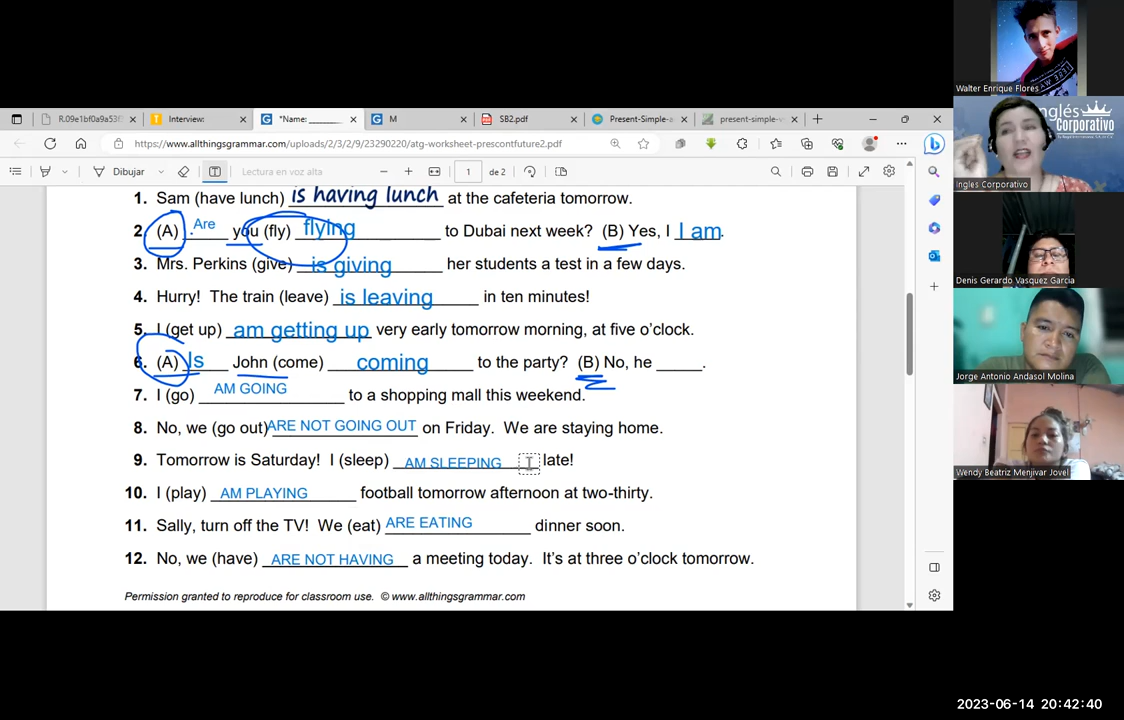 R.09e1bf0a9a53f
Interview:
*Name: ______
M
SB2.pdf
Present-Simple-a
present-simple-v
https://www.allthingsgrammar.com/uploads/2/3/2/9/23290220/atg-worksheet-prescontfuture2.pdf
Dibujar
Lectura en voz alta
1
de 2
1. Sam (have lunch) is having lunch at the cafeteria tomorrow.
2 (A) Are you (fly) flying to Dubai next week? (B) Yes, I I am.
3. Mrs. Perkins (give) is giving her students a test in a few days.
4. Hurry! The train (leave) is leaving in ten minutes!
5. I (get up) am getting up very early tomorrow morning, at five o'clock.
6. (A) Is John (come) coming to the party? (B) No, he _____.
7. I (go) AM GOING to a shopping mall this weekend.
8. No, we (go out) ARE NOT GOING OUT on Friday. We are staying home.
9. Tomorrow is Saturday! I (sleep) AM SLEEPING late!
10. I (play) AM PLAYING football tomorrow afternoon at two-thirty.
11. Sally, turn off the TV! We (eat) ARE EATING dinner soon.
12. No, we (have) ARE NOT HAVING a meeting today. It's at three o'clock tomorrow.
Permission granted to reproduce for classroom use. © www.allthingsgrammar.com
Walter Enrique Flores
Inglés Corporativo
Ingles Corporativo
Denis Gerardo Vasquez Garcia
Jorge Antonio Andasol Molina
Wendy Beatriz Menjivar Jovel
2023-06-14 20:42:40